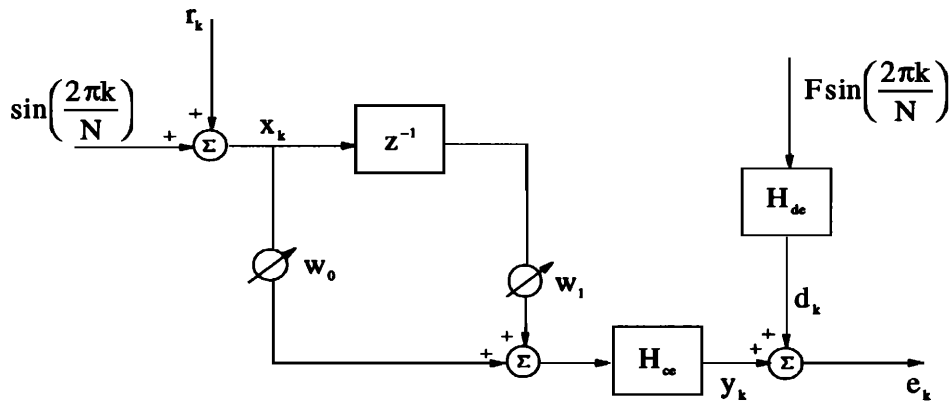 r_k
sin(2πk/N)
+
+
Σ
x_k
z⁻¹
F sin(2πk/N)
H_de
w_0
w_1
d_k
+
+
Σ
H_ce
y_k
+
+
Σ
e_k